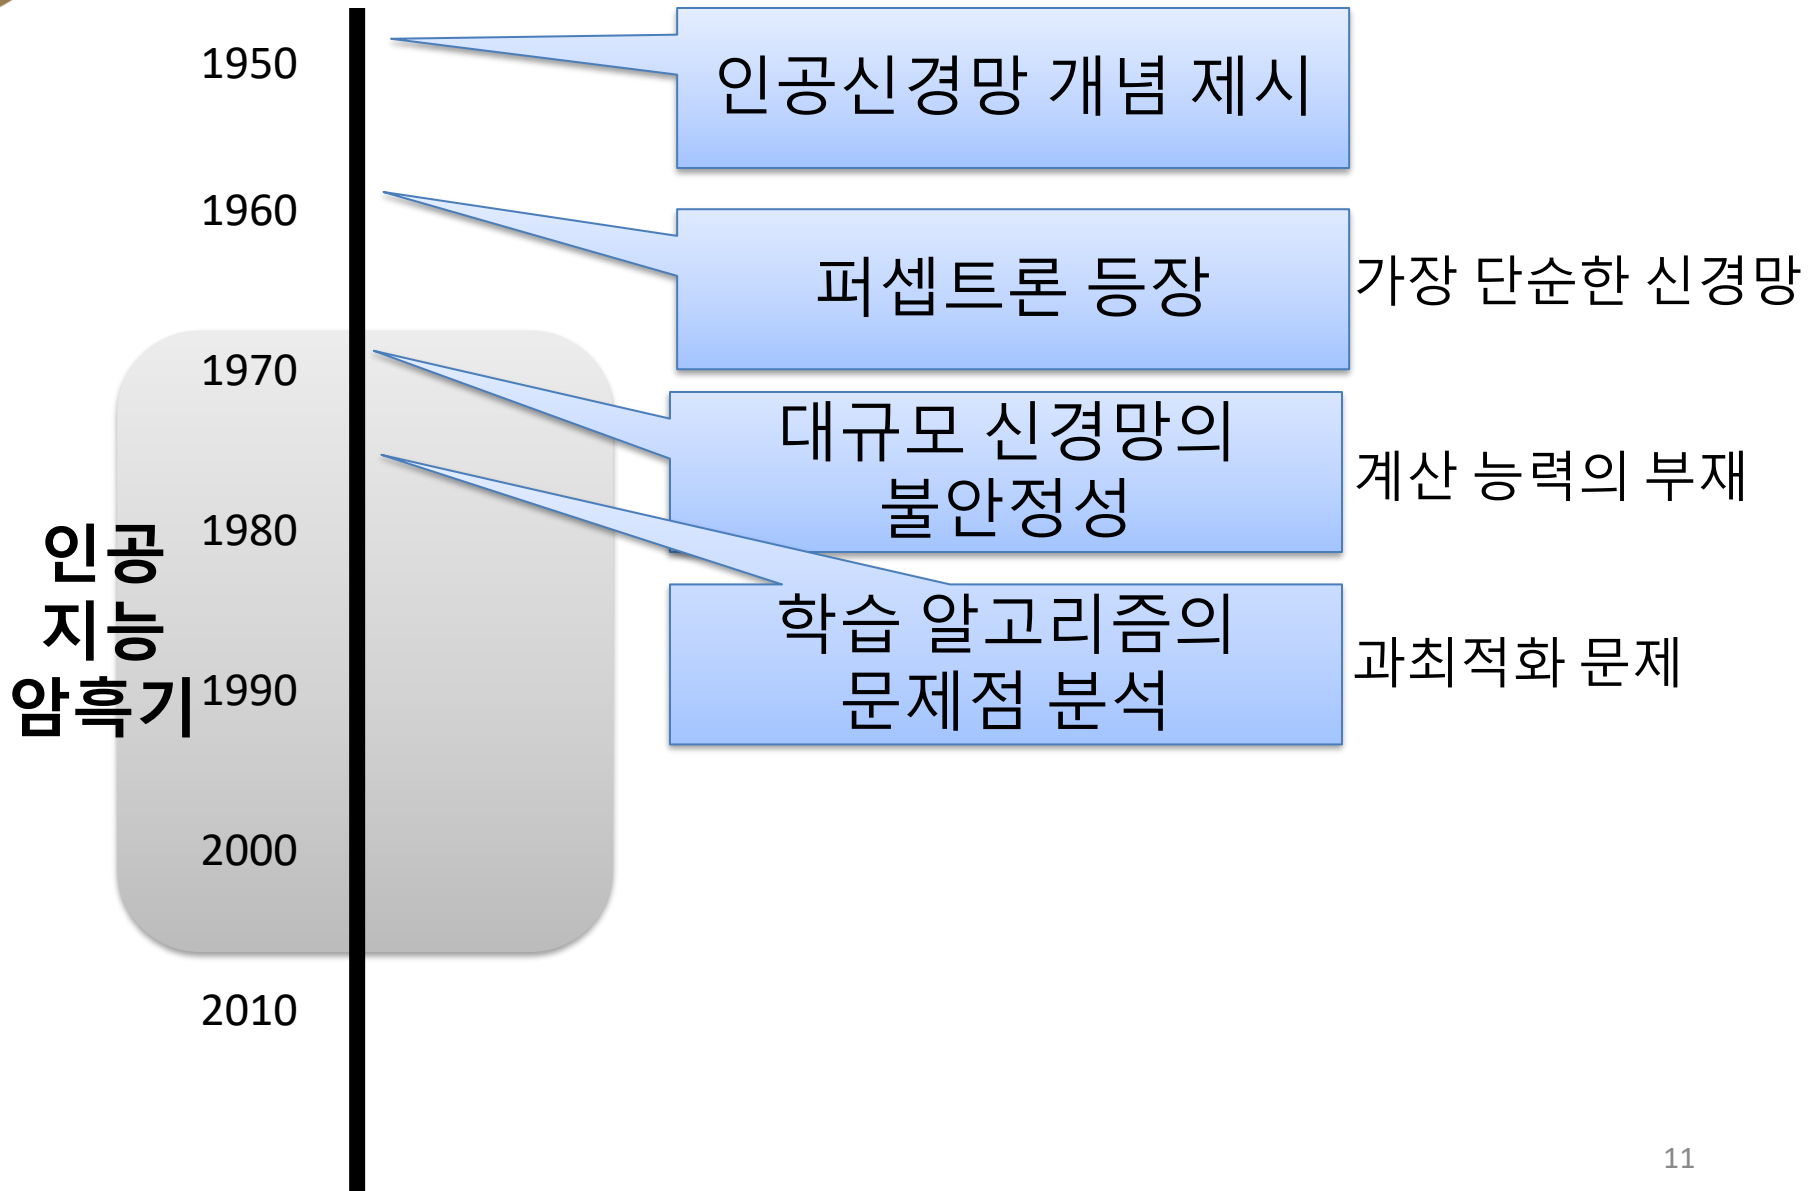 1950
인공신경망 개념 제시
1960
퍼셉트론 등장
가장 단순한 신경망
1970
대규모 신경망의
불안정성
계산 능력의 부재
1980
인공
지능
암흑기
학습 알고리즘의
문제점 분석
과최적화 문제
1990
2000
2010
11